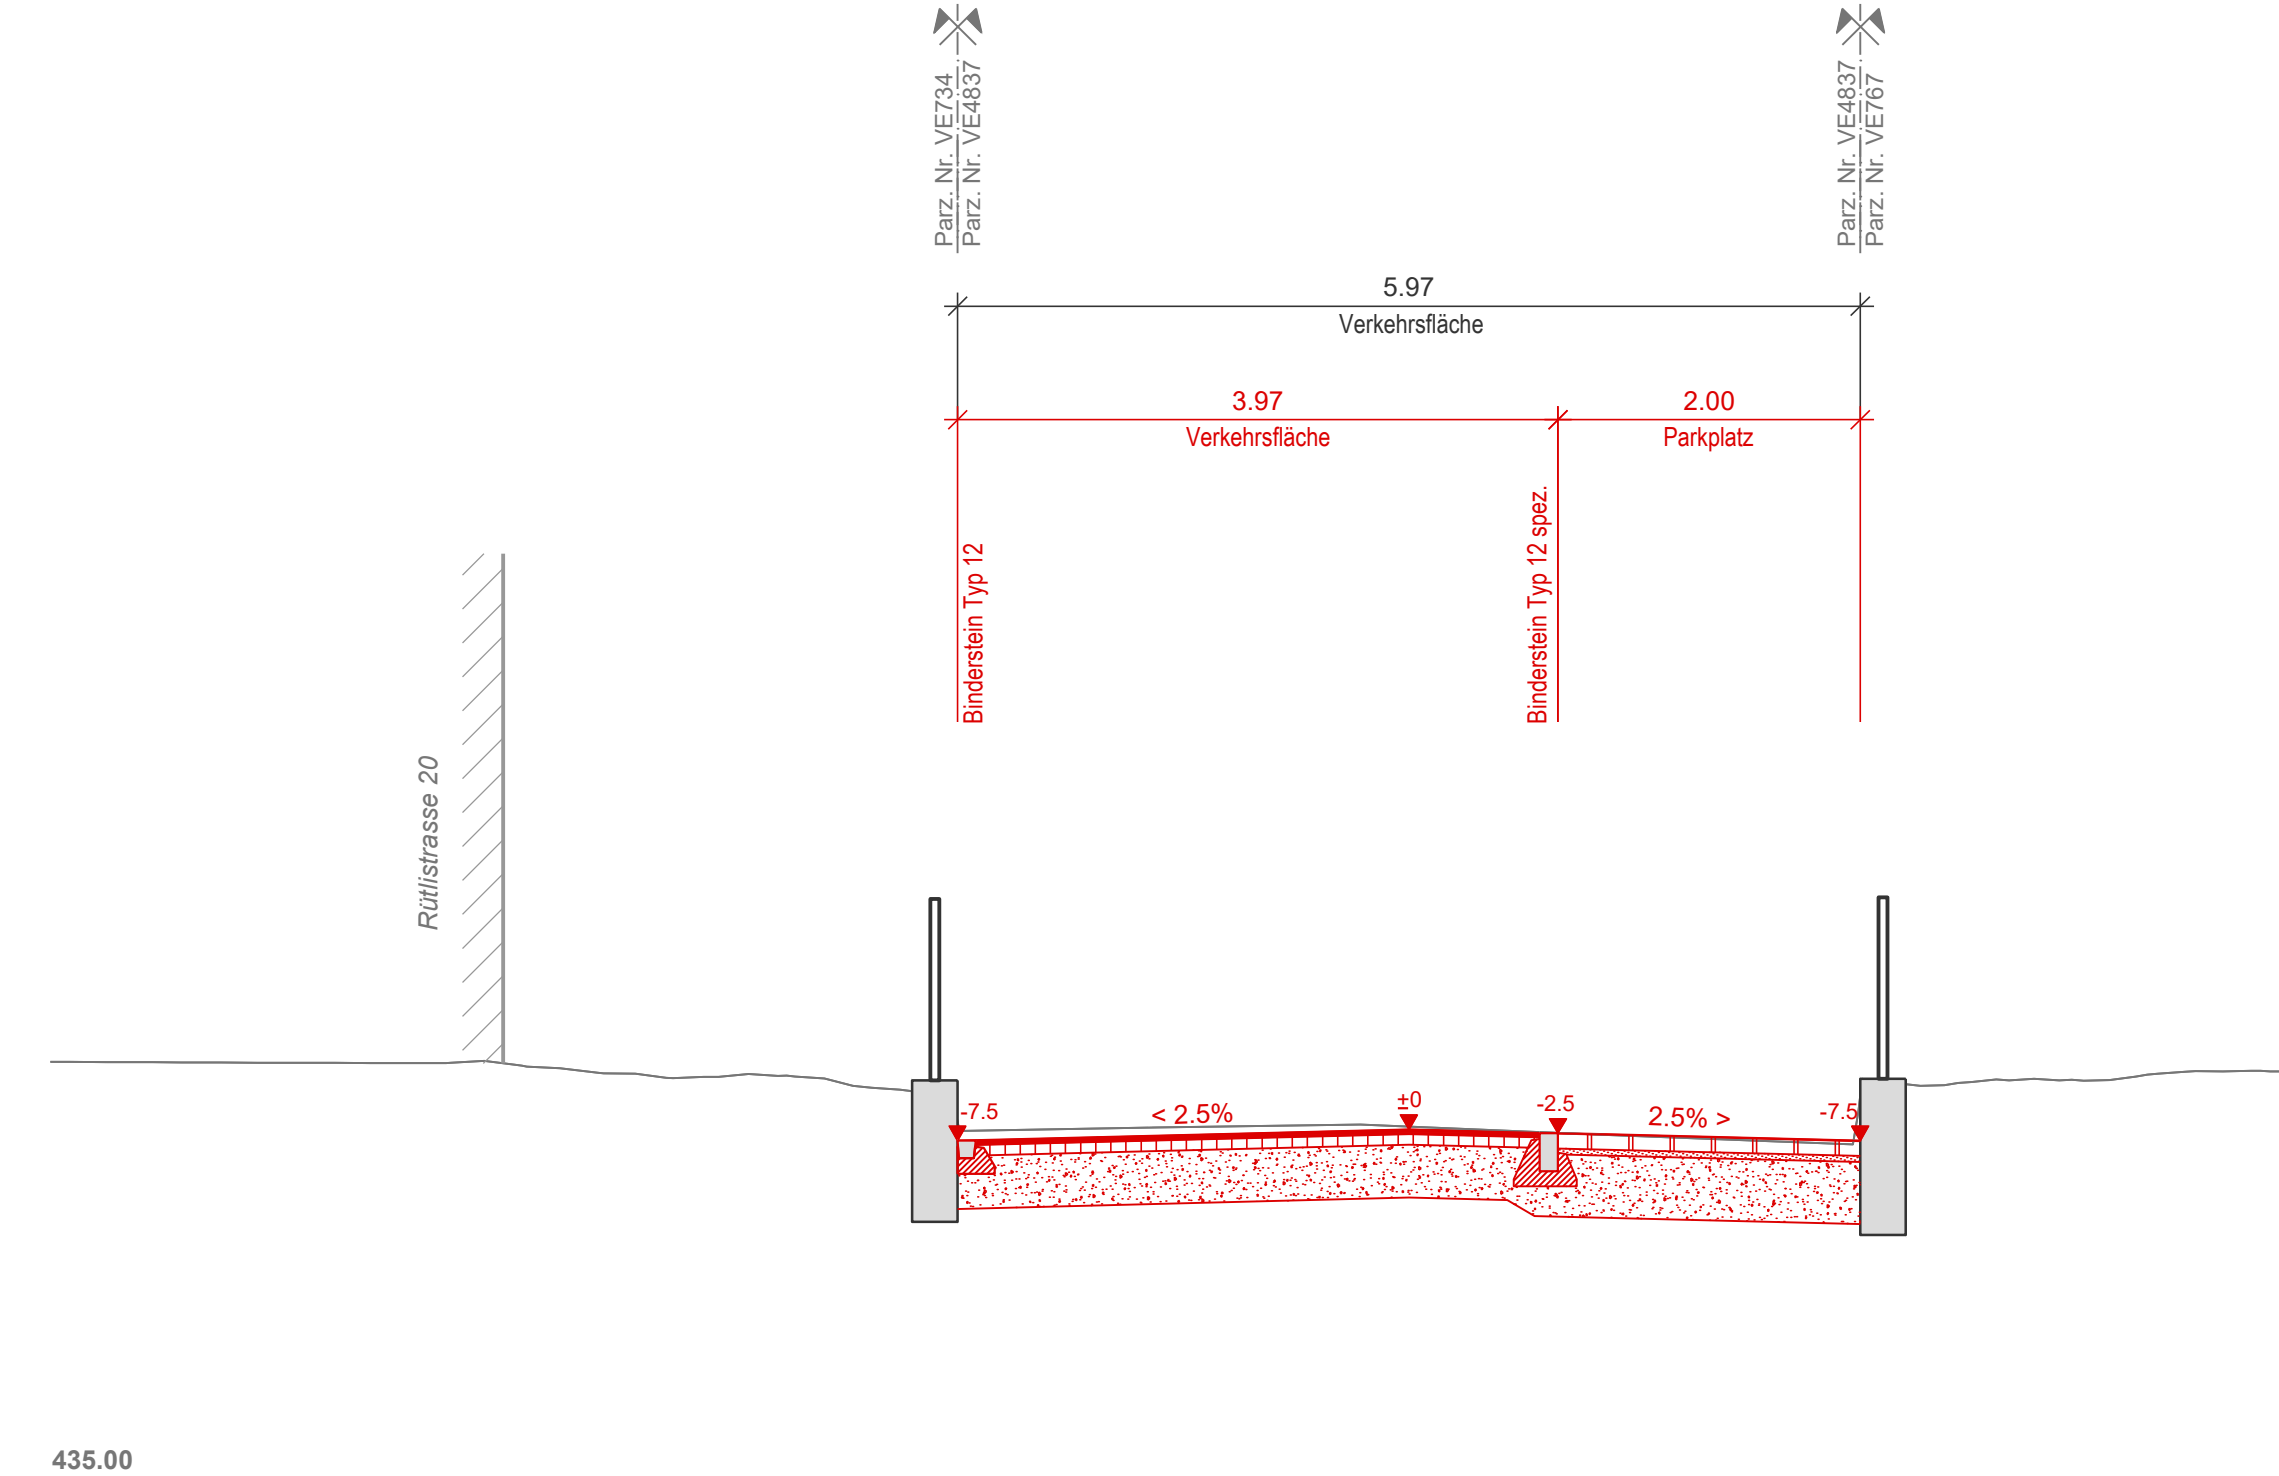 Parz. Nr. VE734
Parz. Nr. VE4837
Parz. Nr. VE4837
Parz. Nr. VE767
5.97
Verkehrsfläche
3.97
Verkehrsfläche
2.00
Parkplatz
Binderstein Typ 12
Binderstein Typ 12 spez.
Rütlistrasse 20
-7.5
< 2.5%
±0
-2.5
2.5% >
-7.5
435.00